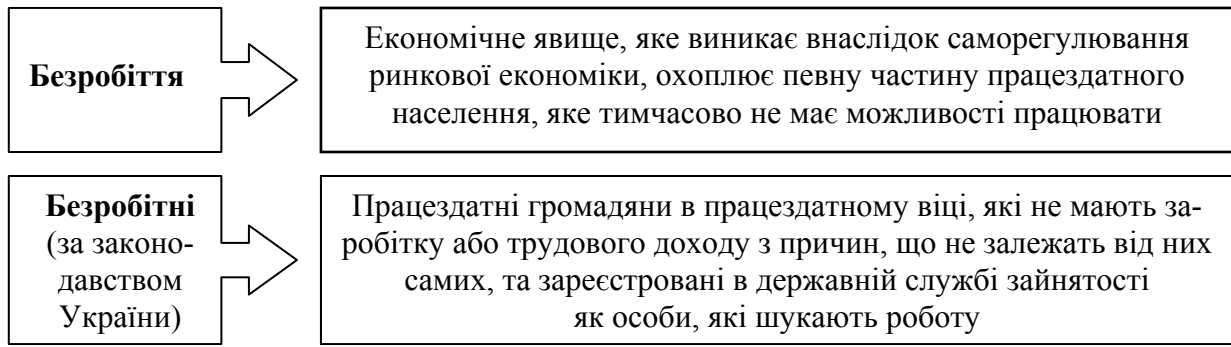 Безробіття
Економічне явище, яке виникає внаслідок саморегулювання
ринкової економіки, охоплює певну частину працездатного
населення, яке тимчасово не має можливості працювати
Безробітні
(за законо-
давством
України)
Працездатні громадяни в працездатному віці, які не мають за-
робітку або трудового доходу з причин, що не залежать від них
самих, та зареєстровані в державній службі зайнятості
як особи, які шукають роботу